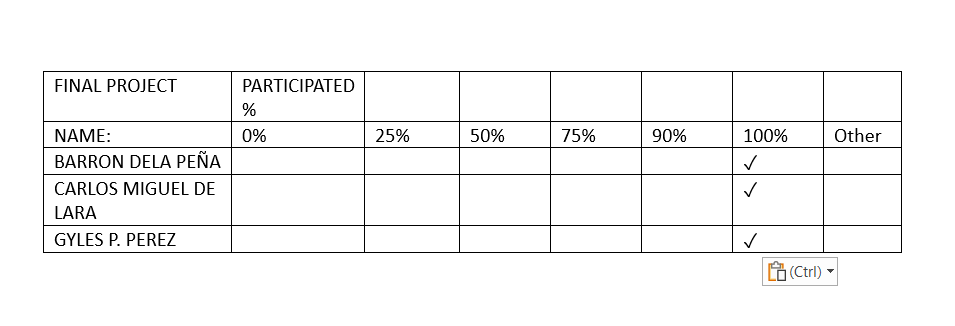 FINAL PROJECT PARTICIPATED
%
NAME: 0% 25% 50% 75% 90% 100% Other
BARRON DELA PEÑA ✓
CARLOS MIGUEL DE ✓
LARA
GYLES P. PEREZ ✓
(Ctrl)